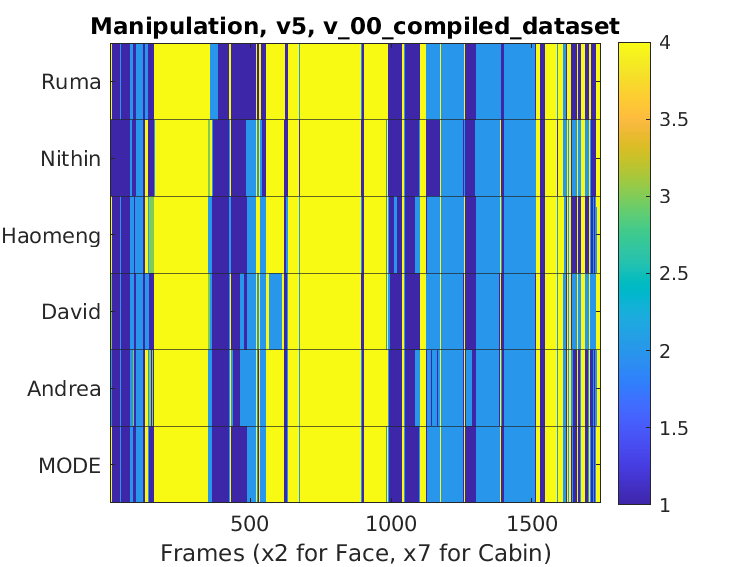 Manipulation, v5, v_00_compiled_dataset
Ruma
Nithin
Haomeng
David
Andrea
MODE
500
1000
1500
Frames (x2 for Face, x7 for Cabin)
4
3.5
3
2.5
2
1.5
1